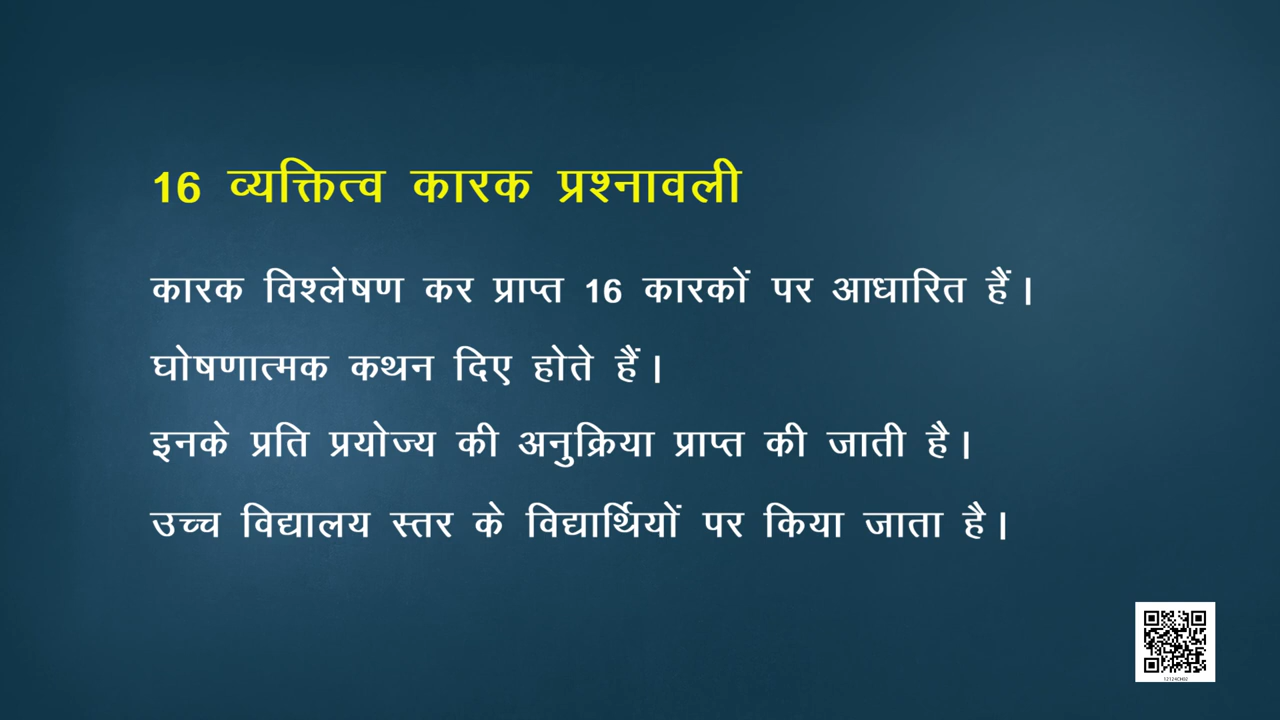 16 व्यक्तित्व कारक प्रश्नावली
कारक विश्लेषण कर प्राप्त 16 कारकों पर आधारित हैं।
घोषणात्मक कथन दिए होते हैं।
इनके प्रति प्रयोज्य की अनुक्रिया प्राप्त की जाती है।
उच्च विद्यालय स्तर के विद्यार्थियों पर किया जाता है।
12124CH02